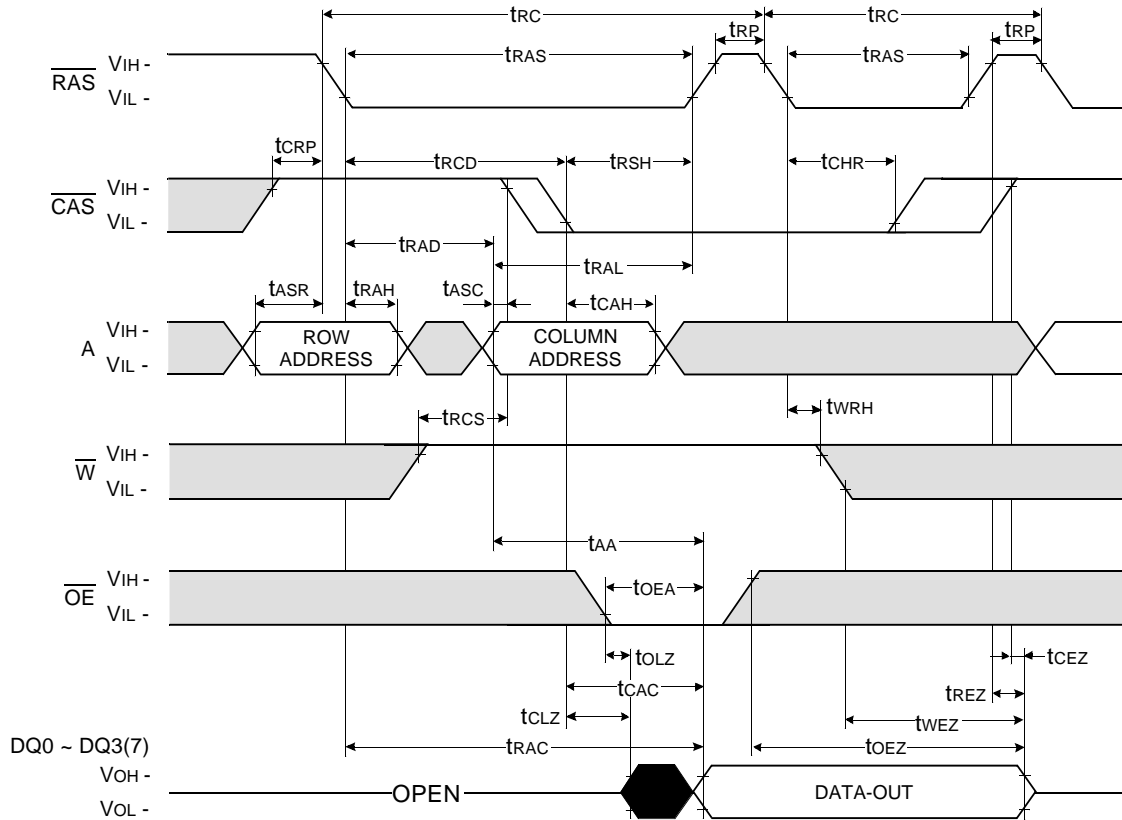 tRC tRC
tRP tRP
tRAS tRAS
RAS VIH -
VIL -
tCRP tRCD tRSH tCHR
CAS VIH -
VIL -
tRAD tRAL
tASR tRAH tASC tCAH
A VIH -
VIL -
ROW
ADDRESS
COLUMN
ADDRESS
tRCS tWRH
W VIH -
VIL -
tAA
OE VIH -
VIL -
tOEA
tOLZ tCEZ
tCAC tREZ
tCLZ tWEZ
DQ0 ~ DQ3(7) tRAC tOEZ
VOH -
VOL -
OPEN DATA-OUT